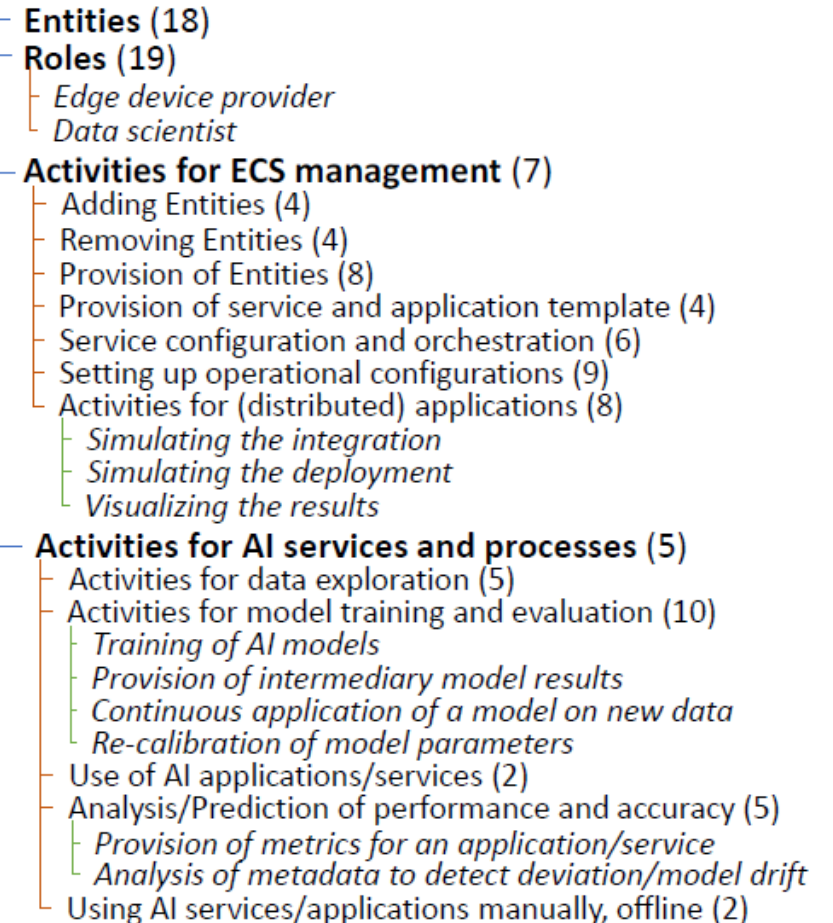 Entities (18)
Roles (19)
Edge device provider
Data scientist
Activities for ECS management (7)
Adding Entities (4)
Removing Entities (4)
Provision of Entities (8)
Provision of service and application template (4)
Service configuration and orchestration (6)
Setting up operational configurations (9)
Activities for (distributed) applications (8)
Simulating the integration
Simulating the deployment
Visualizing the results
Activities for AI services and processes (5)
Activities for data exploration (5)
Activities for model training and evaluation (10)
Training of AI models
Provision of intermediary model results
Continuous application of a model on new data
Re-calibration of model parameters
Use of AI applications/services (2)
Analysis/Prediction of performance and accuracy (5)
Provision of metrics for an application/service
Analysis of metadata to detect deviation/model drift
Using AI services/applications manually, offline (2)